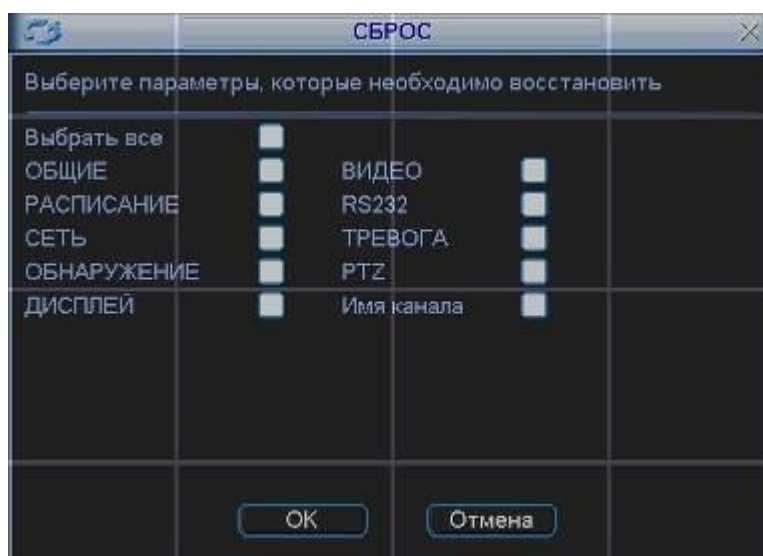 СБРОС
Выберите параметры, которые необходимо восстановить
Выбрать все
ОБЩИЕ ВИДЕО
РАСПИСАНИЕ RS232
СЕТЬ ТРЕВОГА
ОБНАРУЖЕНИЕ PTZ
ДИСПЛЕЙ Имя канала
OK Отмена